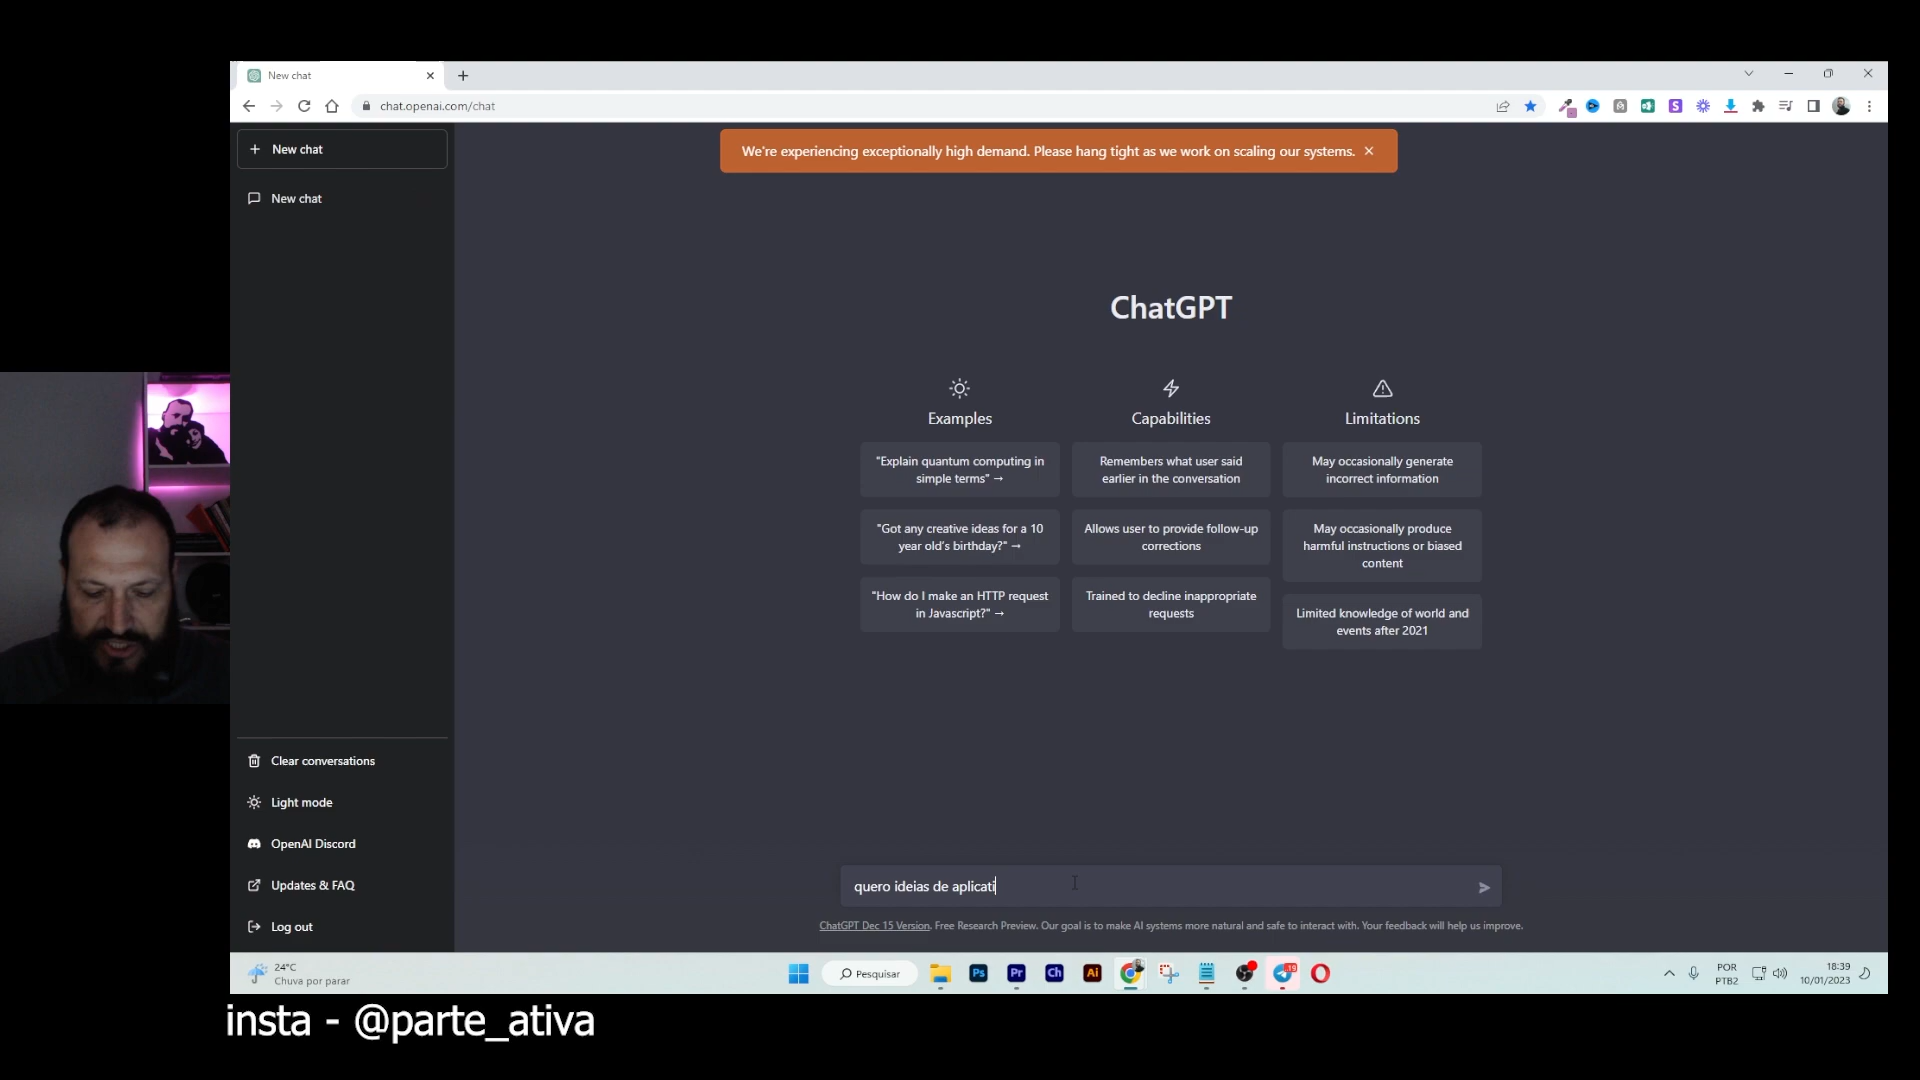 New chat
chat.openai.com/chat
New chat
New chat
We're experiencing exceptionally high demand. Please hang tight as we work on scaling our systems.
ChatGPT
Examples
Capabilities
Limitations
"Explain quantum computing in
simple terms" →
Remembers what user said
earlier in the conversation
May occasionally generate
incorrect information
"Got any creative ideas for a 10
year old's birthday?" →
Allows user to provide follow-up
corrections
May occasionally produce
harmful instructions or biased
content
"How do I make an HTTP request
in Javascript?" →
Trained to decline inappropriate
requests
Limited knowledge of world and
events after 2021
Clear conversations
Light mode
OpenAI Discord
Updates & FAQ
Log out
quero ideias de aplicati
ChatGPT Dec 15 Version. Free Research Preview. Our goal is to make AI systems more natural and safe to interact with. Your feedback will help us improve.
24°C
Chuva por parar
Pesquisar
Ps
Pr
Ch
Ai
19
POR
PTB2
18:39
10/01/2023
insta - @parte_ativa